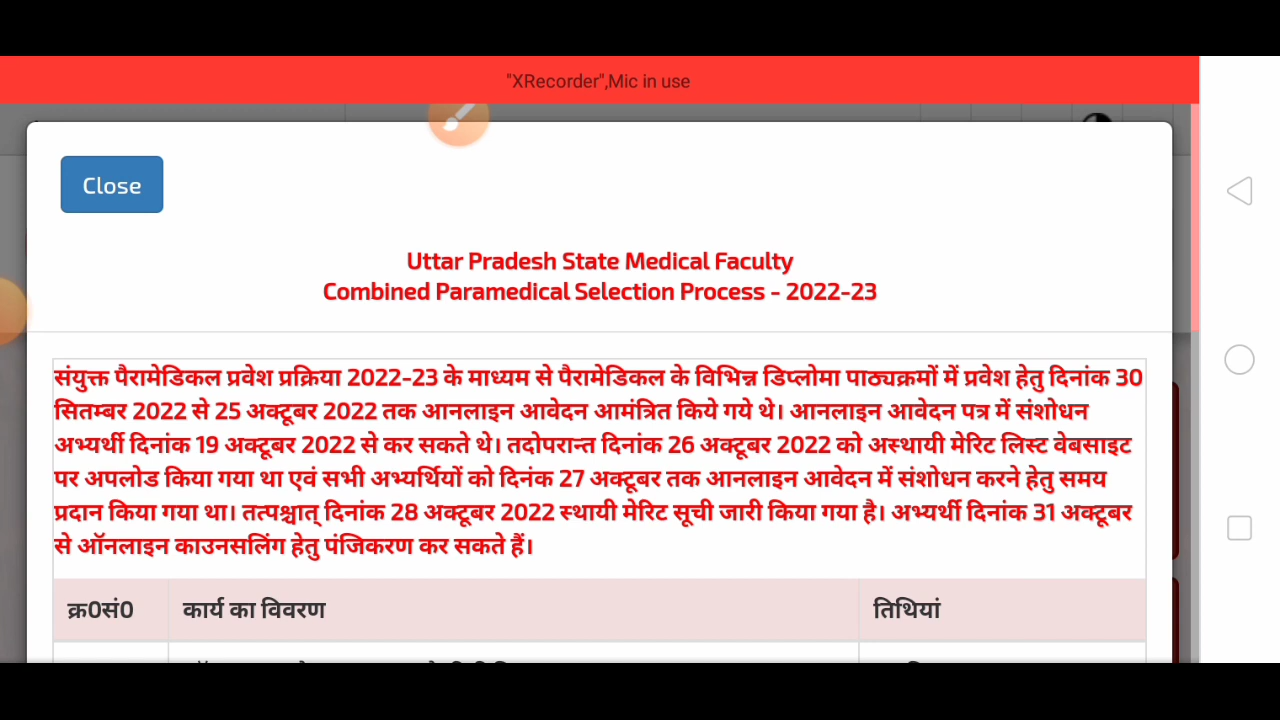 "XRecorder",Mic in use
Close
Uttar Pradesh State Medical Faculty
Combined Paramedical Selection Process - 2022-23
संयुक्त पैरामेडिकल प्रवेश प्रक्रिया 2022-23 के माध्यम से पैरामेडिकल के विभिन्न डिप्लोमा पाठ्यक्रमों में प्रवेश हेतु दिनांक 30
सितम्बर 2022 से 25 अक्टूबर 2022 तक आनलाइन आवेदन आमंत्रित किये गये थे। आनलाइन आवेदन पत्र में संशोधन
अभ्यर्थी दिनांक 19 अक्टूबर 2022 से कर सकते थे। तदोपरान्त दिनांक 26 अक्टूबर 2022 को अस्थायी मेरिट लिस्ट वेबसाइट
पर अपलोड किया गया था एवं सभी अभ्यर्थियों को दिनंक 27 अक्टूबर तक आनलाइन आवेदन में संशोधन करने हेतु समय
प्रदान किया गया था। तत्पश्चात् दिनांक 28 अक्टूबर 2022 स्थायी मेरिट सूची जारी किया गया है। अभ्यर्थी दिनांक 31 अक्टूबर
से ऑनलाइन काउनसलिंग हेतु पंजिकरण कर सकते हैं।
क्र0सं0 कार्य का विवरण तिथियां